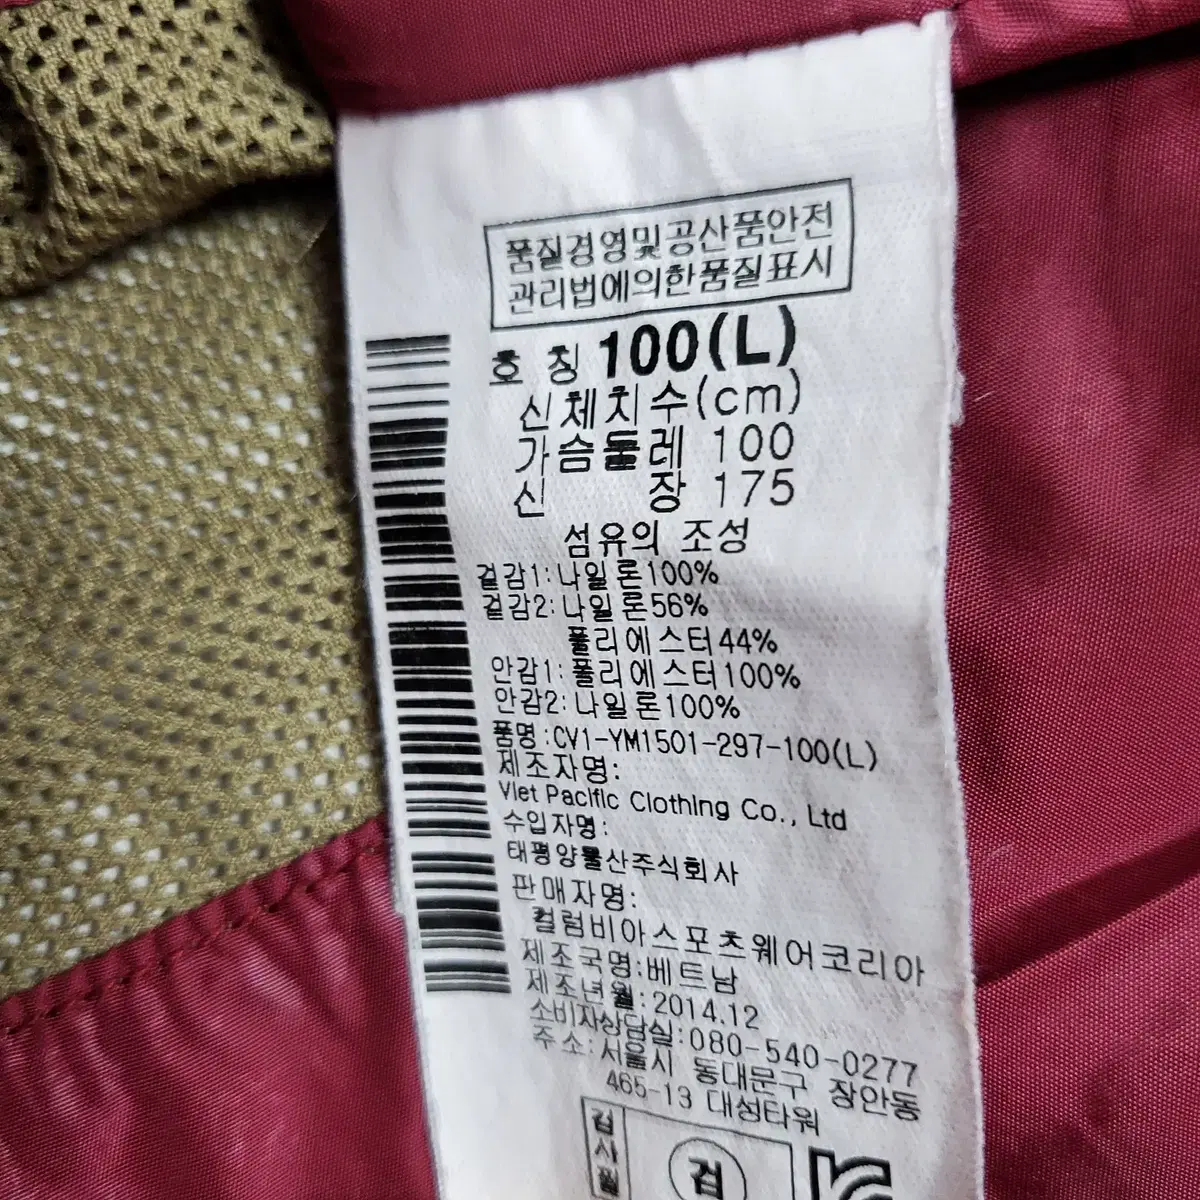 품질경영및공산품안전
관리법에의한품질표시
호 칭 100(L)
신체치수(cm)
가슴둘레 100
신 장 175
섬유의 조성
겉감1:나일론100%
겉감2:나일론56%
폴리에스터44%
안감1:폴리에스터100%
안감2:나일론100%
품명:CV1-YM1501-297-100(L)
제조자명:
Viet Pacific Clothing Co., Ltd
수입자명:
태평양물산주식회사
판매자명:
컬럼비아스포츠웨어코리아
제조국명:베트남
제조년월:2014.12
소비자상담실:080-540-0277
주소:서울시 동대문구 장안동
465-13 대성타워
검사필
검